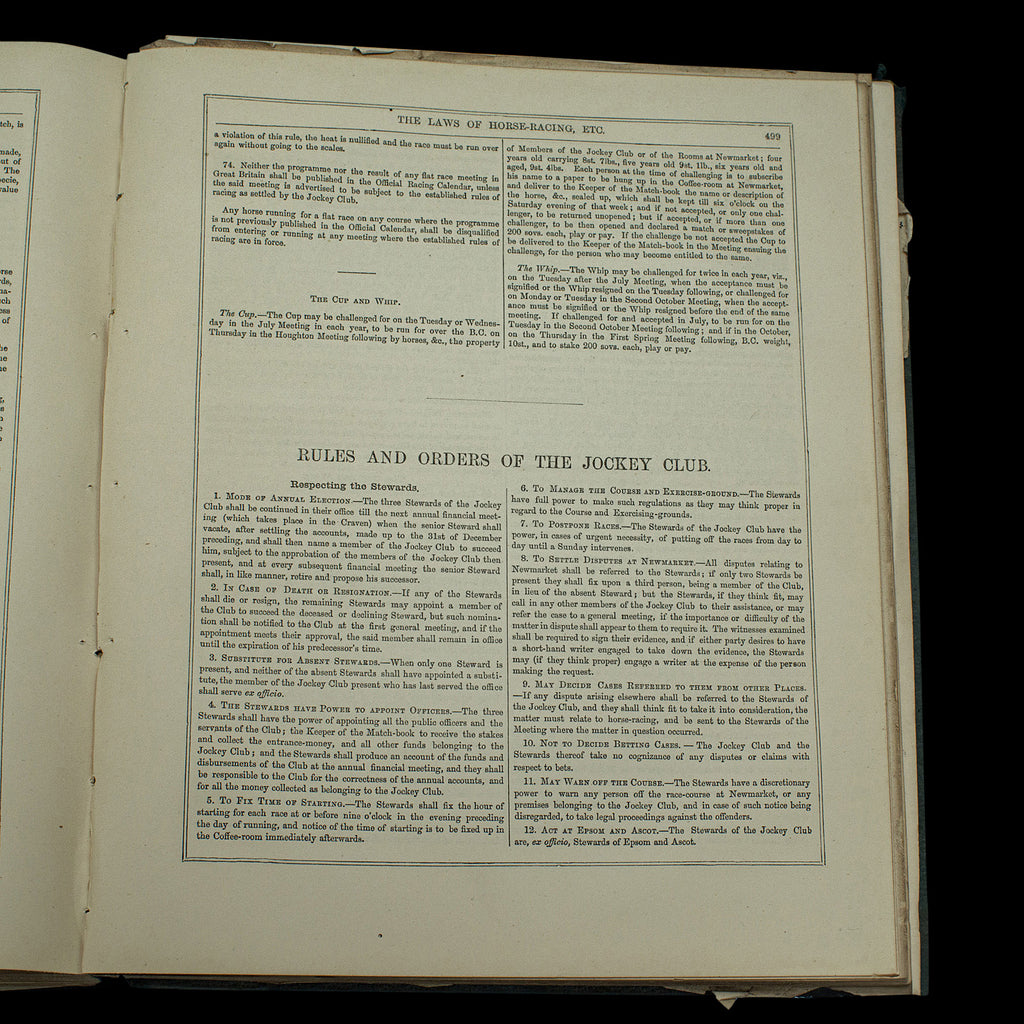 THE LAWS OF HORSE-RACING, ETC.
499
a violation of this rule, the heat is nullified and the race must be run over
again without going to the scales.
74. Neither the programme nor the result of any flat race meeting in
Great Britain shall be published in the Official Racing Calendar, unless
the said meeting is advertised to be subject to the established rules of
racing as settled by the Jockey Club.
Any horse running for a flat race on any course where the programme
is not previously published in the Official Calendar, shall be disqualified
from entering or running at any meeting where the established rules of
racing are in force.
THE CUP AND WHIP.
The Cup.—The Cup may be challenged for on the Tuesday or Wednes-
day in the July Meeting in each year, to be run for over the B.C. on
Thursday in the Houghton Meeting following by horses, &c., the property
of Members of the Jockey Club or of the Rooms at Newmarket; four
years old carrying 8st. 7lbs., five years old 9st. 1lb., six years old and
aged, 9st. 4lbs. Each person at the time of challenging is to subscribe
his name to a paper to be hung up in the Coffee-room at Newmarket,
and deliver to the Keeper of the Match-book the name or description of
the horse, &c., sealed up, which shall be kept till six o'clock on the
Saturday evening of that week; and if not accepted, or only one chal-
lenger, to be returned unopened; but if accepted, or if more than one
challenger, to be then opened and declared a match or sweepstakes of
200 sovs. each, play or pay. If the challenge be not accepted the Cup to
be delivered to the Keeper of the Match-book in the Meeting ensuing the
challenge, for the person who may become entitled to the same.
The Whip.—The Whip may be challenged for twice in each year, viz.,
on the Tuesday after the July Meeting, when the acceptance must be
signified or the Whip resigned on the Tuesday following, or challenged for
on Monday or Tuesday in the Second October Meeting, when the accept-
ance must be signified or the Whip resigned before the end of the same
meeting. If challenged for and accepted in July, to be run for on the
Tuesday in the Second October Meeting following; and if in the October,
on the Thursday in the First Spring Meeting following, B.C. weight,
10st., and to stake 200 sovs. each, play or pay.
RULES AND ORDERS OF THE JOCKEY CLUB.
Respecting the Stewards.
1. MODE OF ANNUAL ELECTION.—The three Stewards of the Jockey
Club shall be continued in their office till the next annual financial meet-
ing (which takes place in the Craven) when the senior Steward shall
vacate, after settling the accounts, made up to the 31st of December
preceding, and shall then name a member of the Jockey Club to succeed
him, subject to the approbation of the members of the Jockey Club then
present, and at every subsequent financial meeting the senior Steward
shall, in like manner, retire and propose his successor.
2. IN CASE OF DEATH OR RESIGNATION.—If any of the Stewards
shall die or resign, the remaining Stewards may appoint a member of
the Club to succeed the deceased or declining Steward, but such nomina-
tion shall be notified to the Club at the first general meeting, and if the
appointment meets their approval, the said member shall remain in office
until the expiration of his predecessor's time.
3. SUBSTITUTE FOR ABSENT STEWARDS.—When only one Steward is
present, and neither of the absent Stewards shall have appointed a substi-
tute, the member of the Jockey Club present who has last served the office
shall serve ex officio.
4. THE STEWARDS HAVE POWER TO APPOINT OFFICERS.—The three
Stewards shall have the power of appointing all the public officers and the
servants of the Club; the Keeper of the Match-book to receive the stakes
and collect the entrance-money, and all other funds belonging to the
Jockey Club; and the Stewards shall produce an account of the funds and
disbursements of the Club at the annual financial meeting, and they shall
be responsible to the Club for the correctness of the annual accounts, and
for all the money collected as belonging to the Jockey Club.
5. TO FIX TIME OF STARTING.—The Stewards shall fix the hour of
starting for each race at or before nine o'clock in the evening preceding
the day of running, and notice of the time of starting is to be fixed up in
the Coffee-room immediately afterwards.
6. TO MANAGE THE COURSE AND EXERCISE-GROUND.—The Stewards
have full power to make such regulations as they may think proper in
regard to the Course and Exercising-grounds.
7. TO POSTPONE RACES.—The Stewards of the Jockey Club have the
power, in cases of urgent necessity, of putting off the races from day to
day until a Sunday intervenes.
8. TO SETTLE DISPUTES AT NEWMARKET.—All disputes relating to
Newmarket shall be referred to the Stewards; if only two Stewards be
present they shall fix upon a third person, being a member of the Club,
in lieu of the absent Steward; but the Stewards, if they think fit, may
call in any other members of the Jockey Club to their assistance, or may
refer the case to a general meeting, if the importance or difficulty of the
matter in dispute shall appear to them to require it. The witnesses examined
shall be required to sign their evidence, and if either party desires to have
a short-hand writer engaged to take down the evidence, the Stewards
may (if they think proper) engage a writer at the expense of the person
making the request.
9. MAY DECIDE CASES REFERRED TO THEM FROM OTHER PLACES.
—If any dispute arising elsewhere shall be referred to the Stewards of
the Jockey Club, and they shall think fit to take it into consideration, the
matter must relate to horse-racing, and be sent to the Stewards of the
Meeting where the matter in question occurred.
10. NOT TO DECIDE BETTING CASES.—The Jockey Club and the
Stewards thereof take no cognizance of any disputes or claims with
respect to bets.
11. MAY WARN OFF THE COURSE.—The Stewards have a discretionary
power to warn any person off the race-course at Newmarket, or any
premises belonging to the Jockey Club, and in case of such notice being
disregarded, to take legal proceedings against the offenders.
12. ACT AT EPSOM AND ASCOT.—The Stewards of the Jockey Club
are, ex officio, Stewards of Epsom and Ascot.